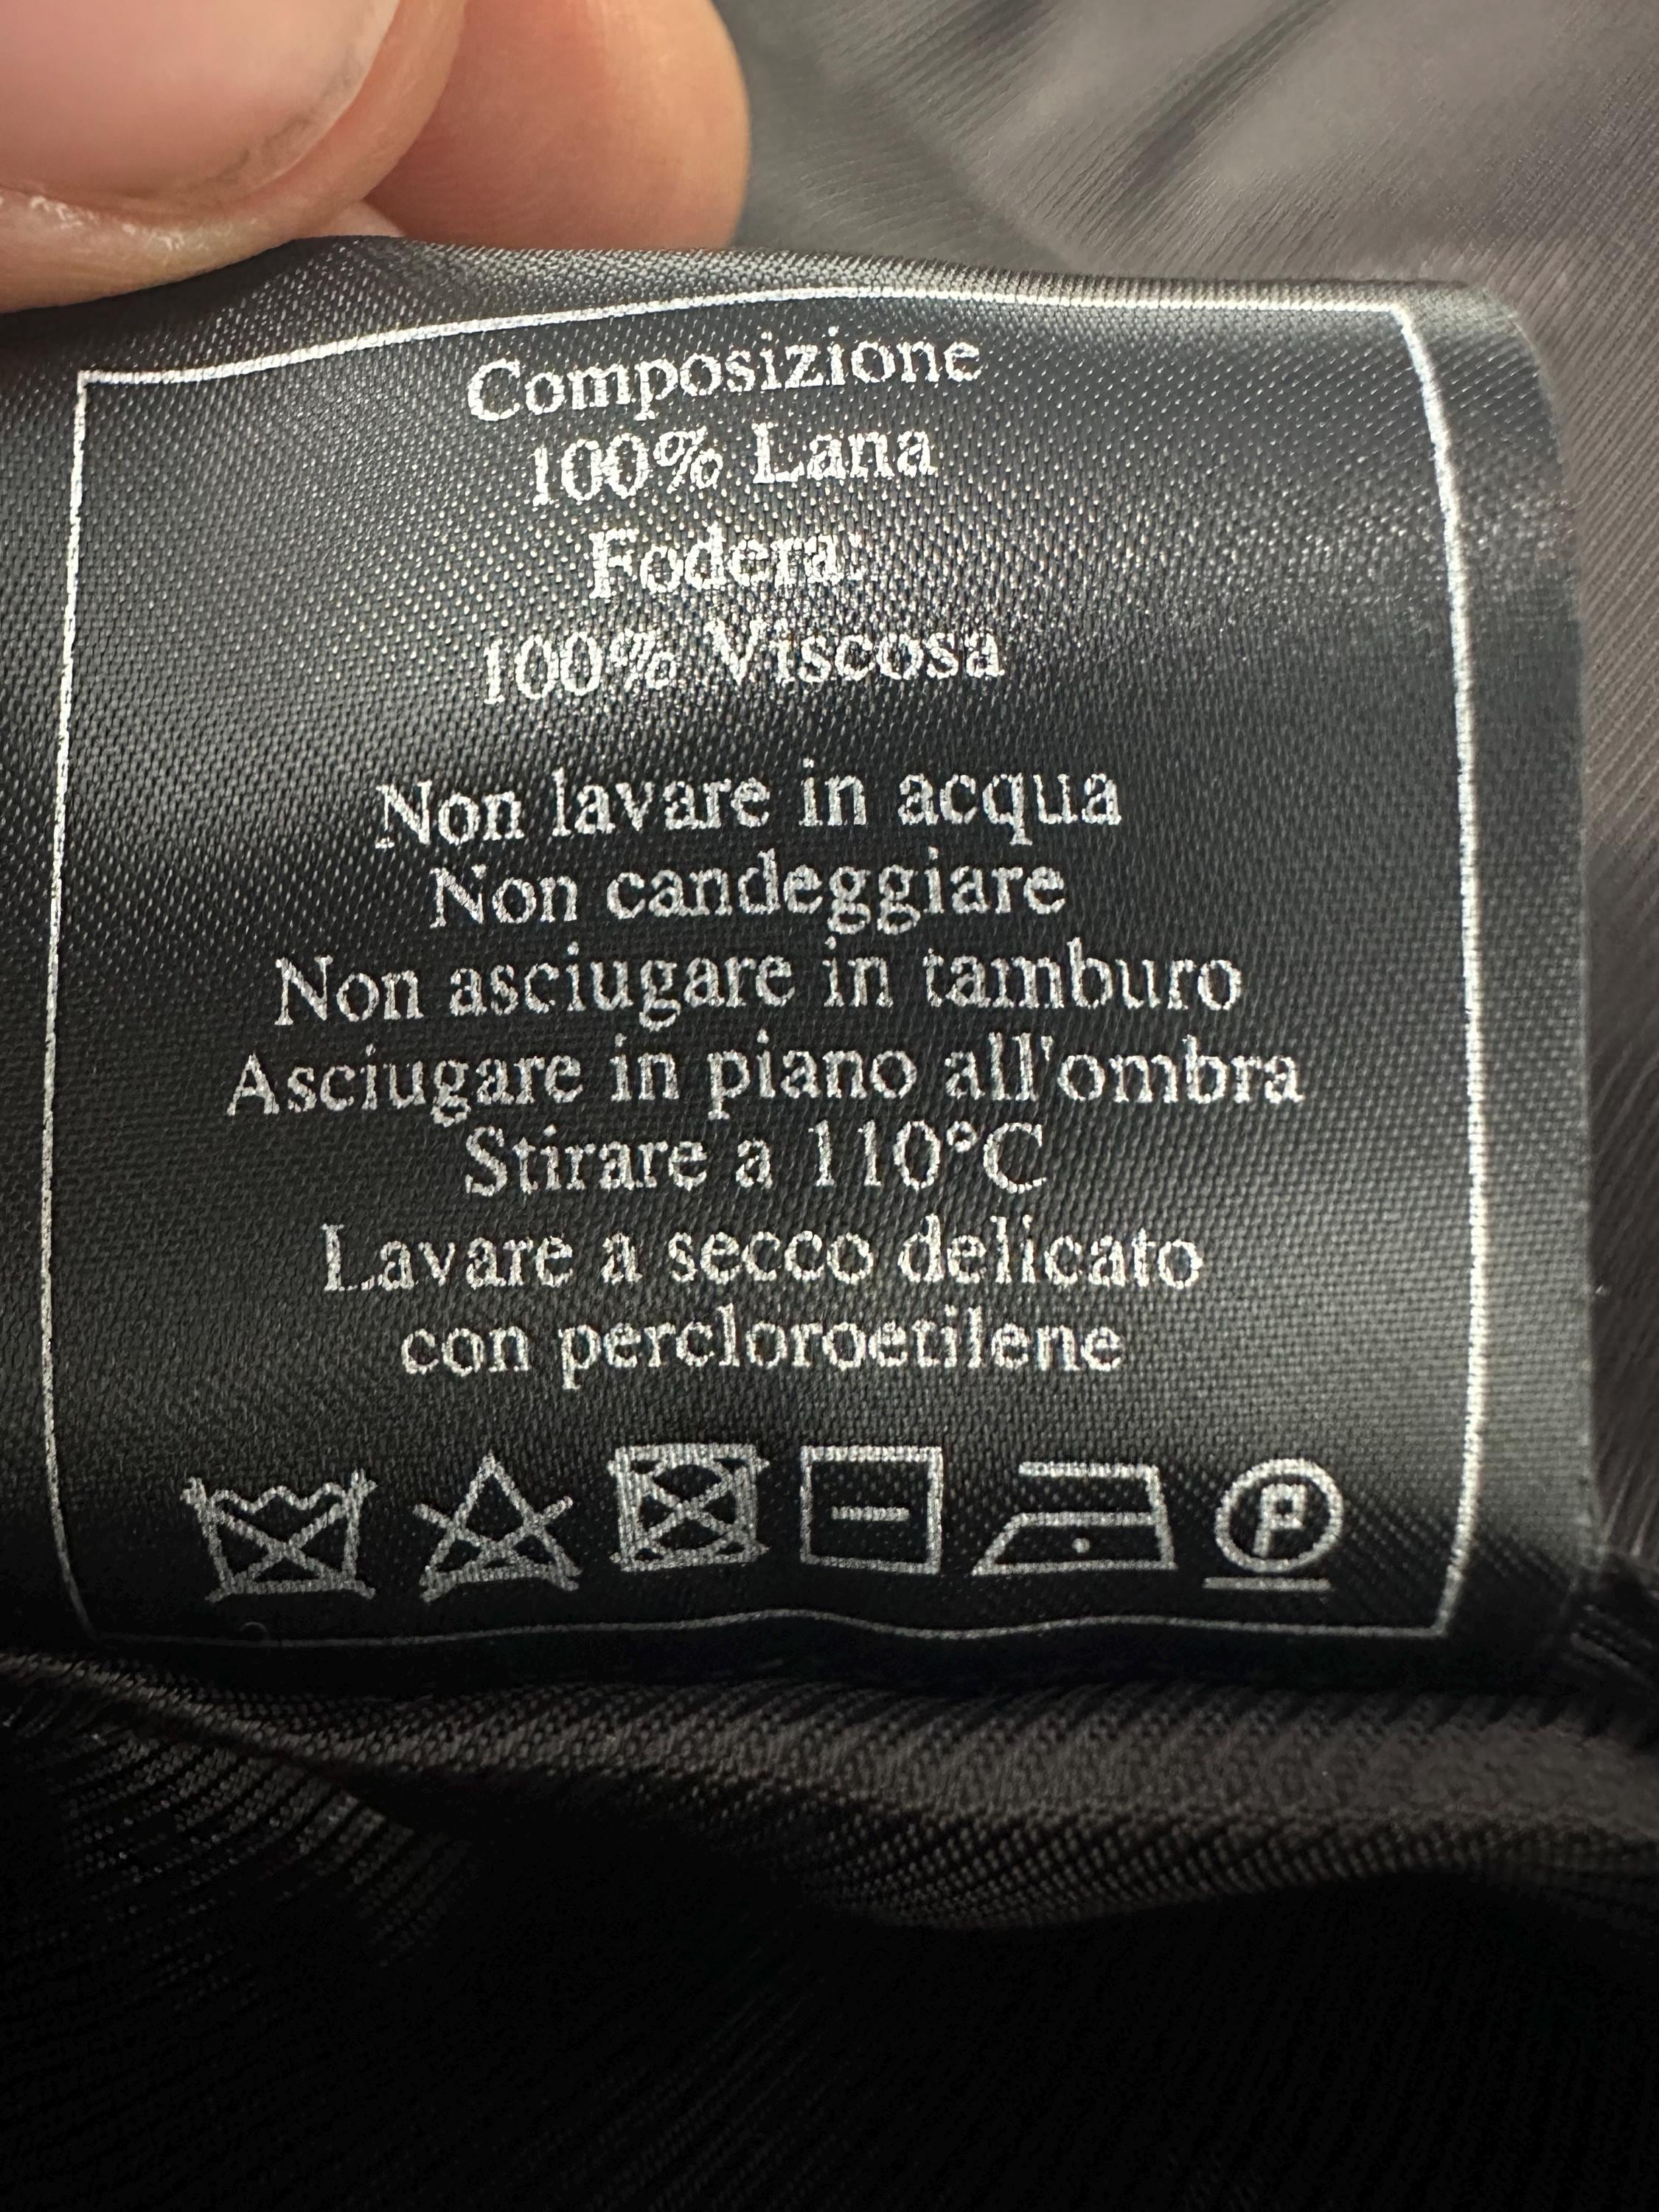 Composizione
100% Lana
Fodera:
100% Viscosa
Non lavare in acqua
Non candeggiare
Non asciugare in tamburo
Asciugare in piano all'ombra
Stirare a 110°C
Lavare a secco delicato
con percloroetilene
P